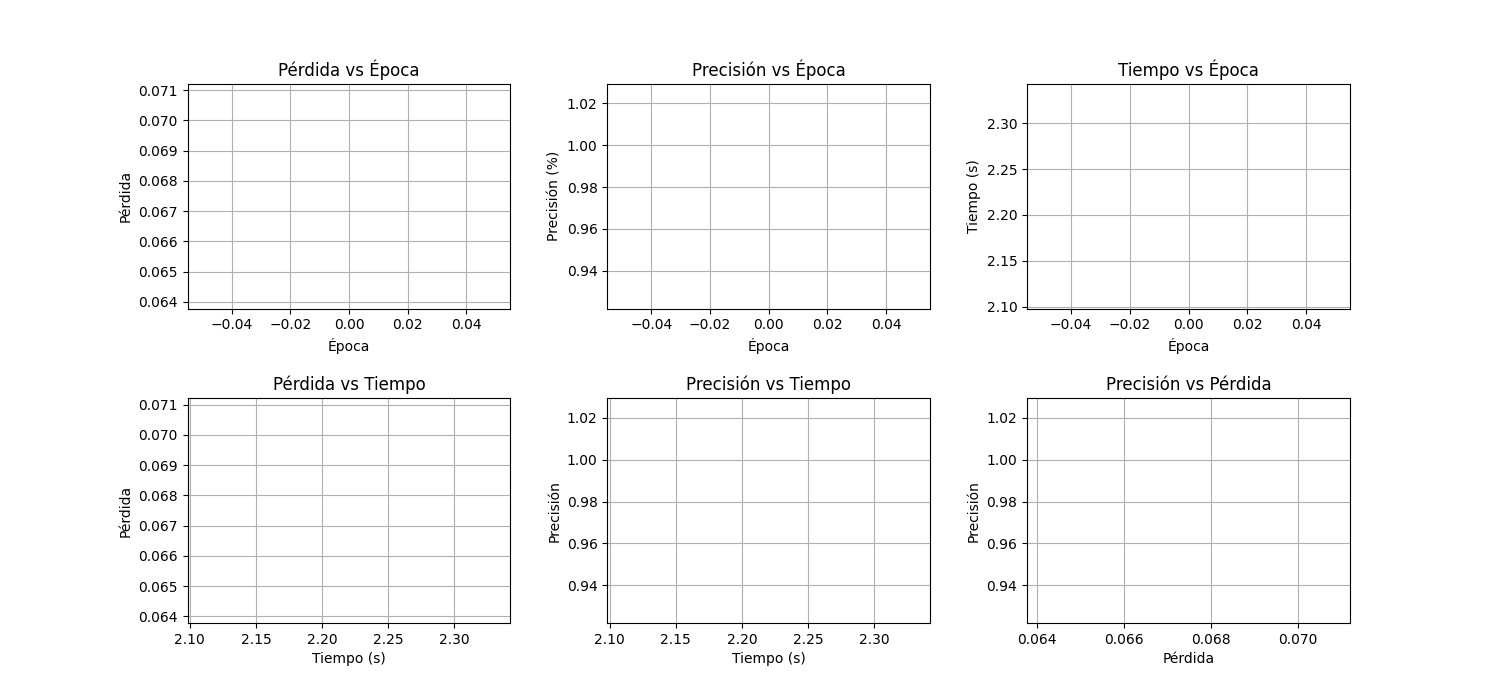 Pérdida vs Época
Precisión vs Época
Tiempo vs Época
0.071
0.070
0.069
0.068
0.067
0.066
0.065
0.064
Pérdida
−0.04 −0.02 0.00 0.02 0.04
Época
1.02
1.00
0.98
0.96
0.94
Precisión (%)
−0.04 −0.02 0.00 0.02 0.04
Época
2.30
2.25
2.20
2.15
2.10
Tiempo (s)
−0.04 −0.02 0.00 0.02 0.04
Época
Pérdida vs Tiempo
Precisión vs Tiempo
Precisión vs Pérdida
0.071
0.070
0.069
0.068
0.067
0.066
0.065
0.064
Pérdida
2.10 2.15 2.20 2.25 2.30
Tiempo (s)
1.02
1.00
0.98
0.96
0.94
Precisión
2.10 2.15 2.20 2.25 2.30
Tiempo (s)
1.02
1.00
0.98
0.96
0.94
Precisión
0.064 0.066 0.068 0.070
Pérdida